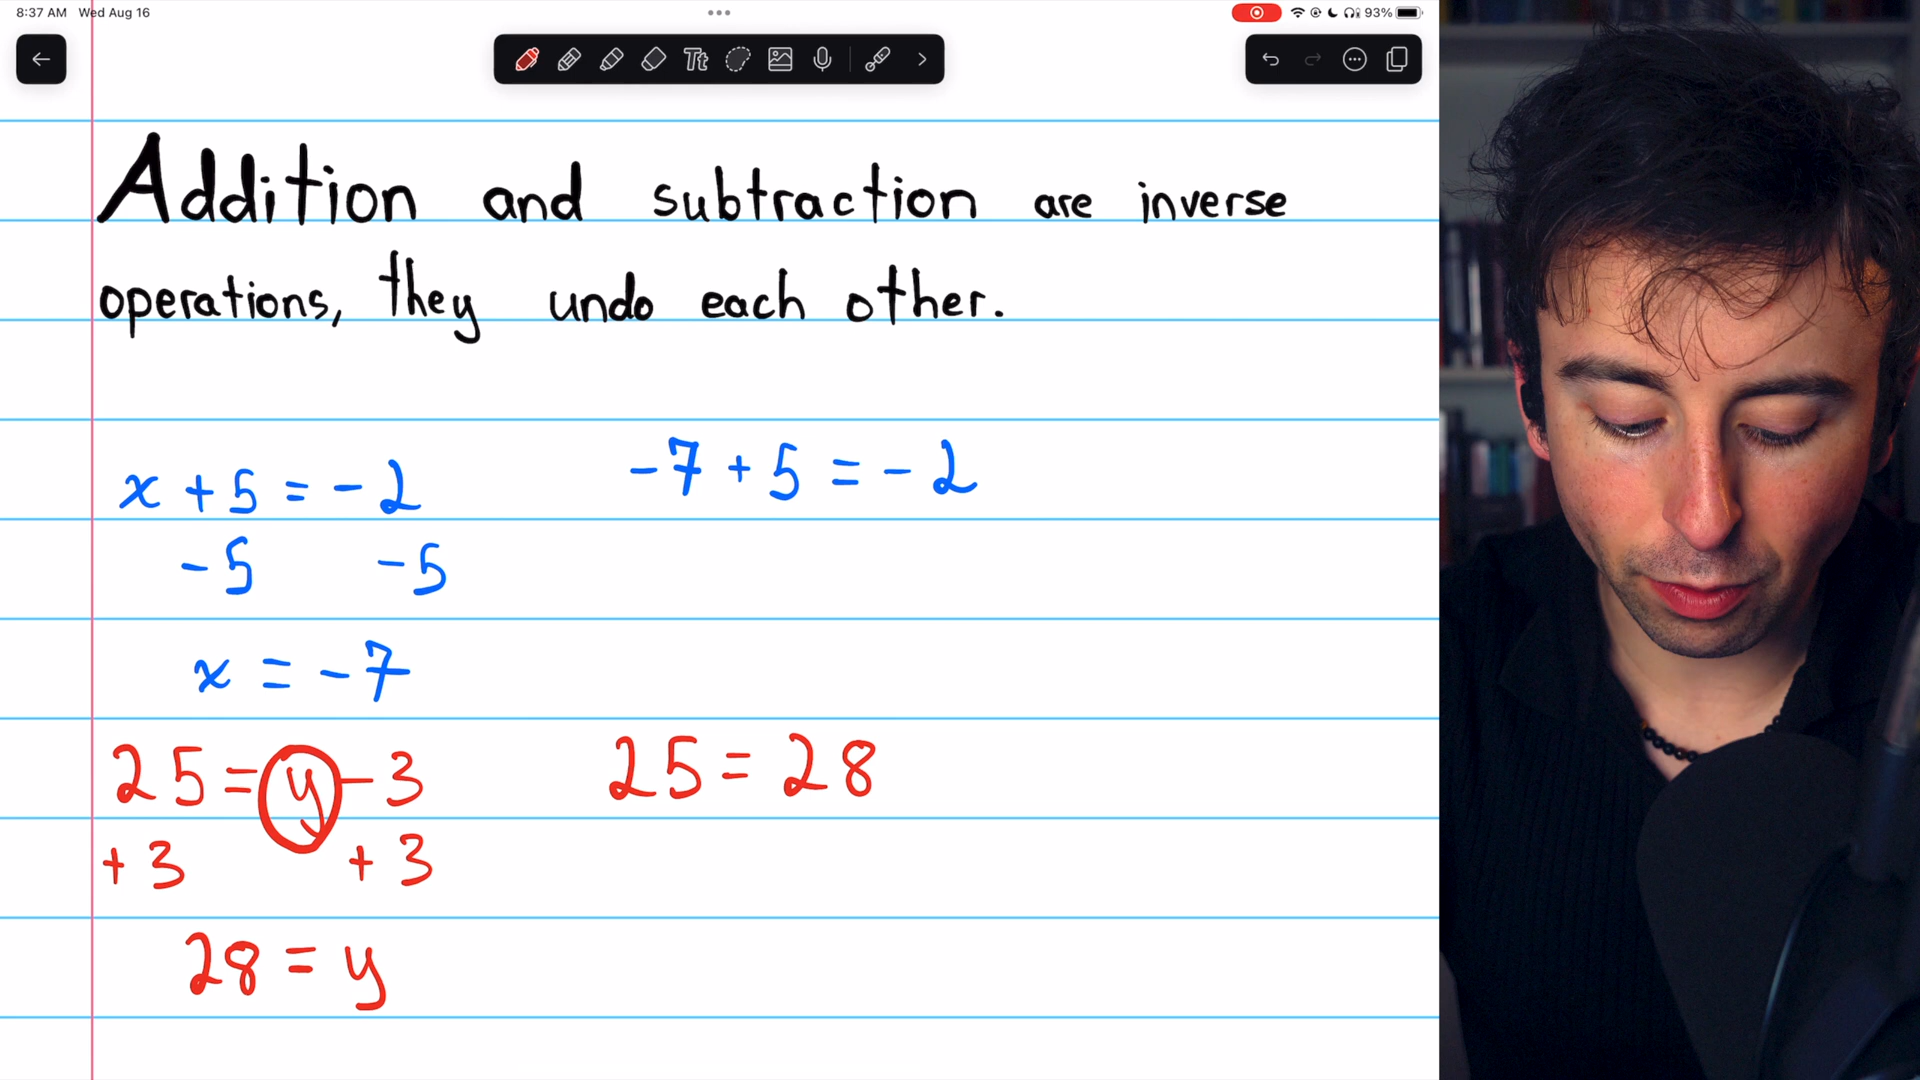 8:37 AM Wed Aug 16
93%
Tt
Addition and subtraction are inverse
operations, they undo each other.
x + 5 = - 2
- 7 + 5 = - 2
- 5 - 5
x = - 7
25 = y - 3
25 = 28
+ 3 + 3
28 = y